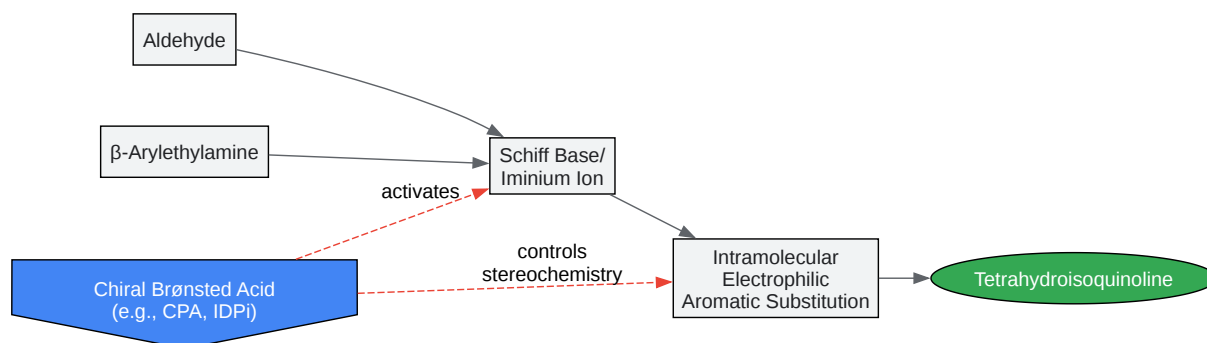 Aldehyde
β-Arylethylamine
Schiff Base/
Iminium Ion
activates
controls
stereochemistry
Chiral Brønsted Acid
(e.g., CPA, IDPi)
Intramolecular
Electrophilic
Aromatic Substitution
Tetrahydroisoquinoline